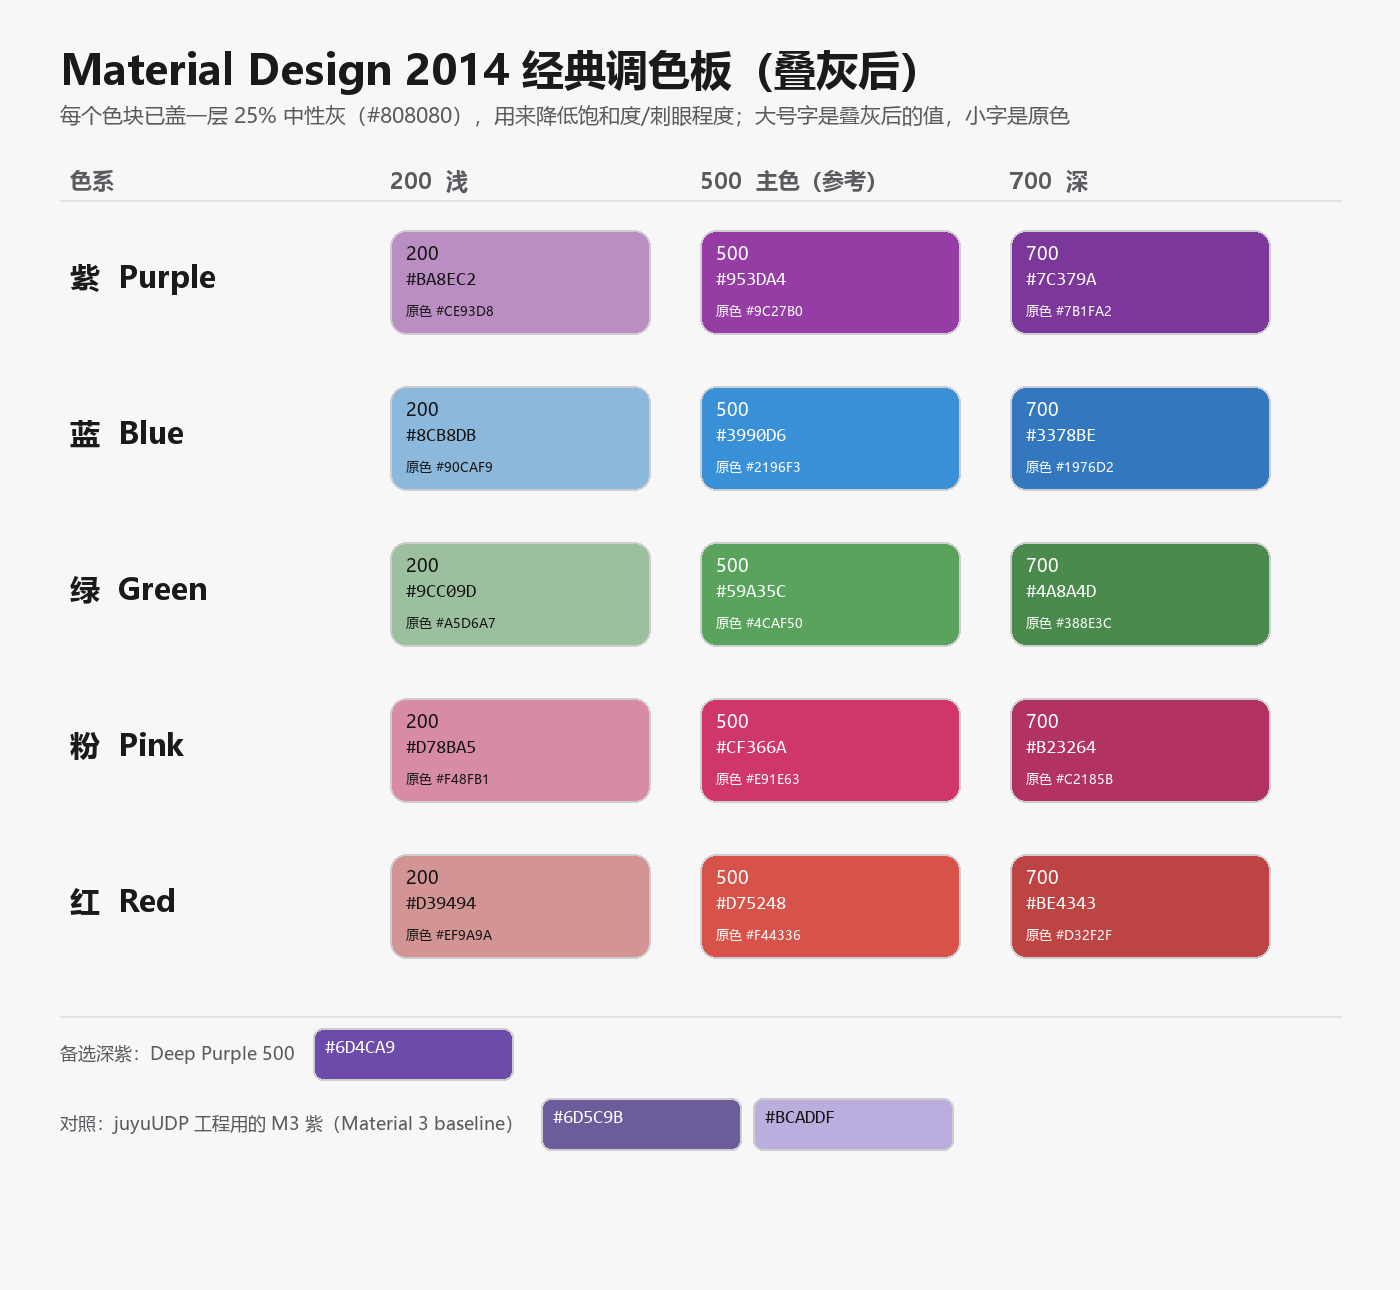 Material Design 2014 经典调色板（叠灰后）
每个色块已盖一层 25% 中性灰（#808080），用来降低饱和度/刺眼程度；大号字是叠灰后的值，小字是原色
色系 200 浅 500 主色（参考） 700 深
紫 Purple
200
#BA8EC2
原色 #CE93D8
500
#953DA4
原色 #9C27B0
700
#7C379A
原色 #7B1FA2
蓝 Blue
200
#8CB8DB
原色 #90CAF9
500
#3990D6
原色 #2196F3
700
#3378BE
原色 #1976D2
绿 Green
200
#9CC09D
原色 #A5D6A7
500
#59A35C
原色 #4CAF50
700
#4A8A4D
原色 #388E3C
粉 Pink
200
#D78BA5
原色 #F48FB1
500
#CF366A
原色 #E91E63
700
#B23264
原色 #C2185B
红 Red
200
#D39494
原色 #EF9A9A
500
#D75248
原色 #F44336
700
#BE4343
原色 #D32F2F
备选深紫：Deep Purple 500 #6D4CA9
对照：juyuUDP 工程用的 M3 紫（Material 3 baseline） #6D5C9B #BCADDF